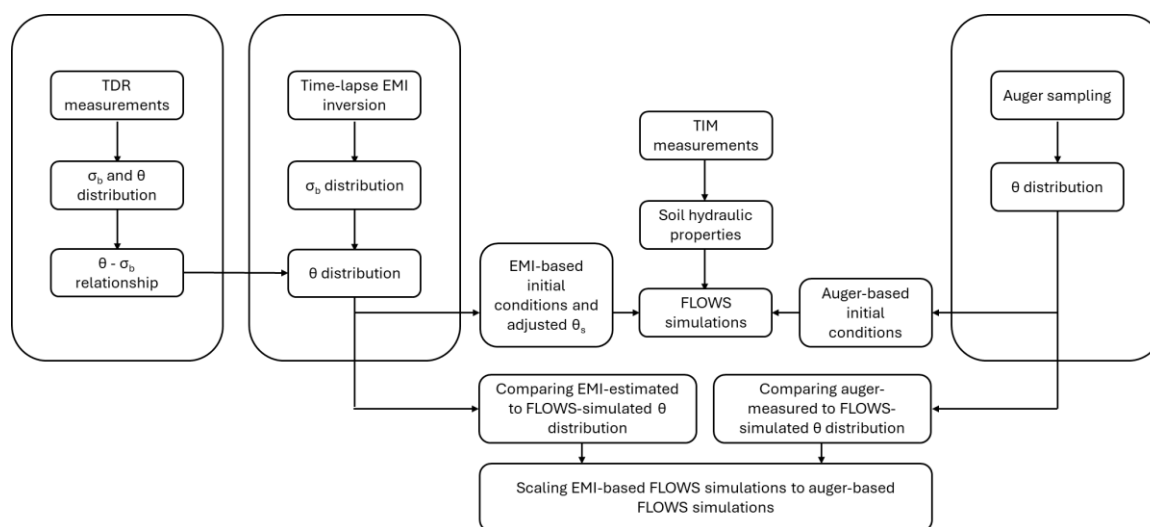 TDR
measurements
σb and θ
distribution
θ - σb
relationship
Time-lapse EMI
inversion
σb distribution
θ distribution
EMI-based
initial
conditions and
adjusted θs
TIM
measurements
Soil hydraulic
properties
FLOWS
simulations
Auger-based
initial
conditions
Auger sampling
θ distribution
Comparing EMI-estimated
to FLOWS-simulated θ
distribution
Comparing auger-
measured to FLOWS-
simulated θ distribution
Scaling EMI-based FLOWS simulations to auger-based
FLOWS simulations